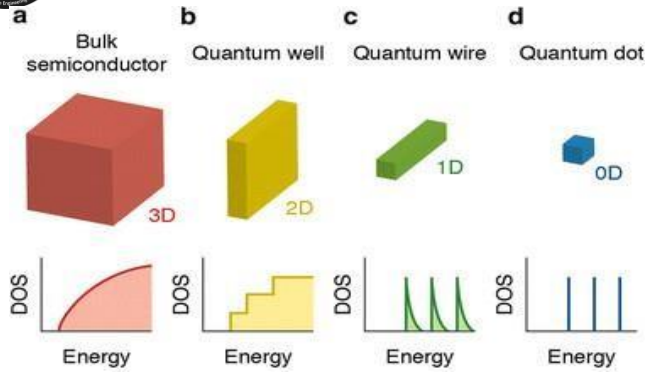 a
Bulk
semiconductor
3D
DOS
Energy
b
Quantum well
2D
DOS
Energy
c
Quantum wire
1D
DOS
Energy
d
Quantum dot
0D
DOS
Energy